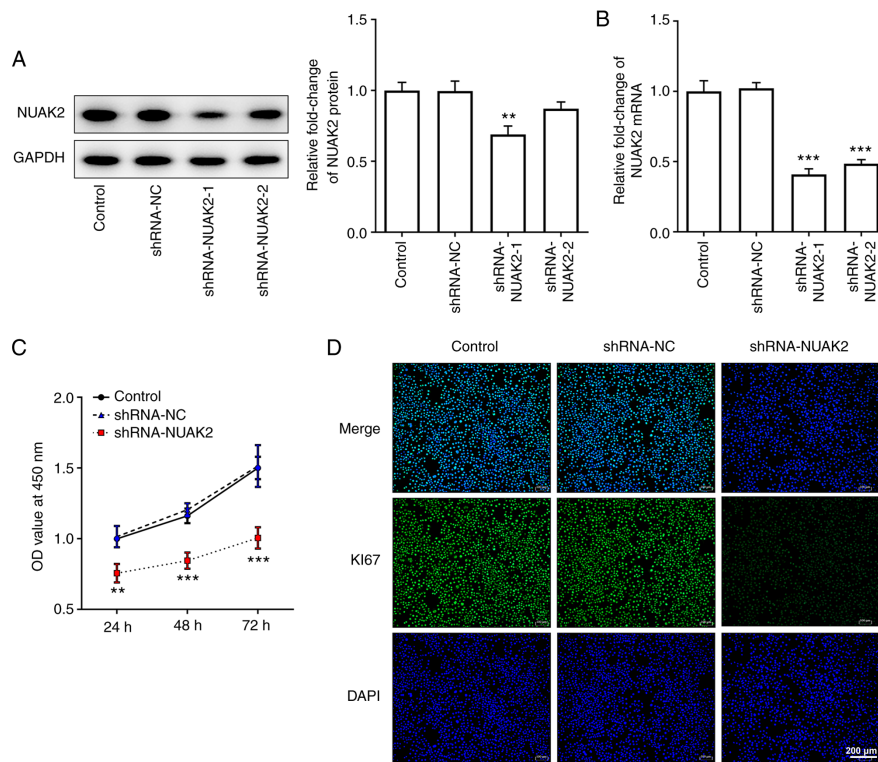 A
NUAK2
GAPDH
Control
shRNA-NC
shRNA-NUAK2-1
shRNA-NUAK2-2
Relative fold-change
of NUAK2 protein
1.5
1.0
0.5
0.0
**
Control
shRNA-NC
shRNA-
NUAK2-1
shRNA-
NUAK2-2
B
Relative fold-change of
NUAK2 mRNA
1.5
1.0
0.5
0.0
***
***
Control
shRNA-NC
shRNA-
NUAK2-1
shRNA-
NUAK2-2
C
OD value at 450 nm
2.0
1.5
1.0
0.5
Control
shRNA-NC
shRNA-NUAK2
**
***
***
24 h
48 h
72 h
D
Control
shRNA-NC
shRNA-NUAK2
Merge
KI67
DAPI
200 µm